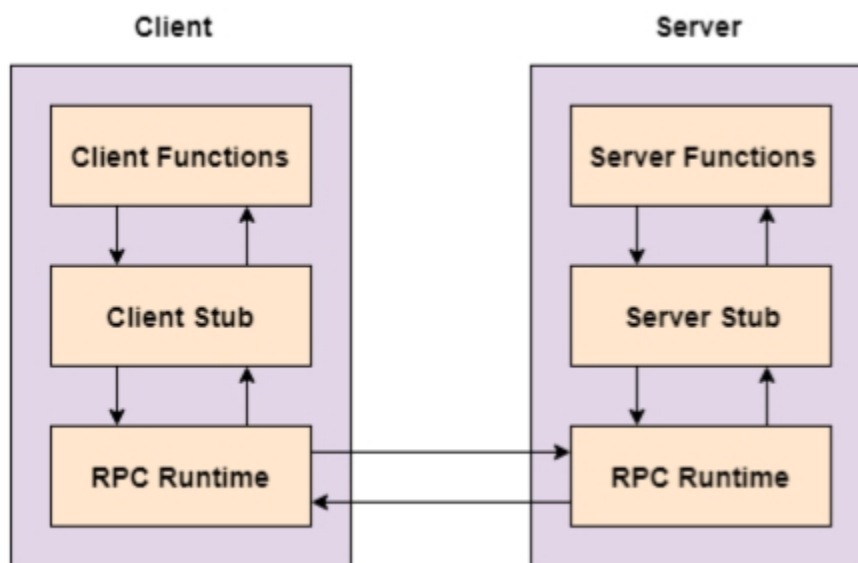 Client
Server
Client Functions
Server Functions
Client Stub
Server Stub
RPC Runtime
RPC Runtime